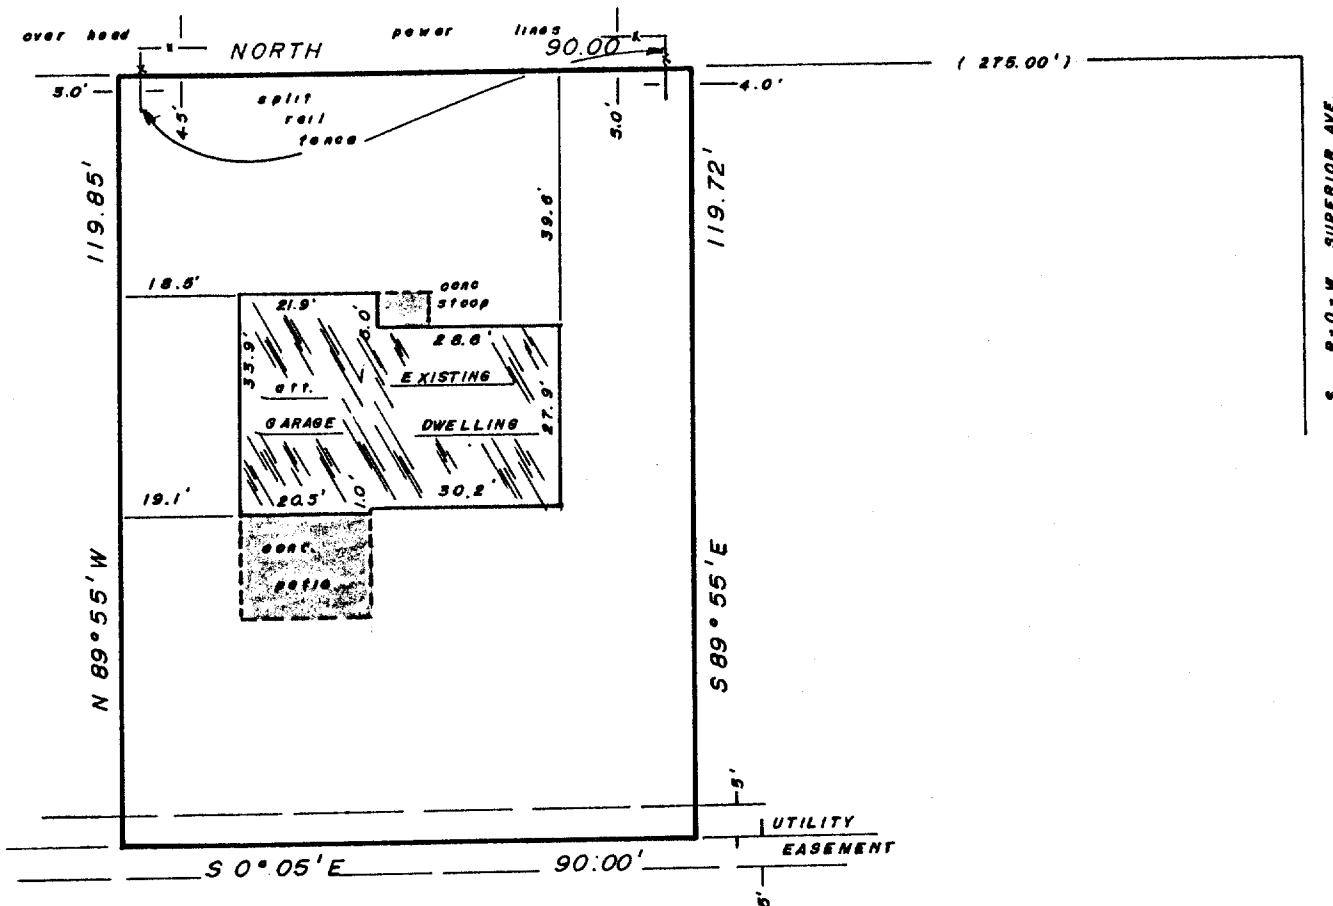 over head
power lines
NORTH
90.00
( 275.00')
4.0'
4.5'
5.0'
split
rail
fence
119.85'
119.72'
39.6'
18.5'
21.9'
conc
stoop
6.0'
28.6'
33.9'
att.
GARAGE
EXISTING
DWELLING
27.9'
19.1'
20.3'
1.0'
30.2'
conc.
patio
N 89° 55' W
S 89° 55' E
5'
UTILITY
EASEMENT
S 0° 05' E
90.00'
5'
SUPERIOR AVE.